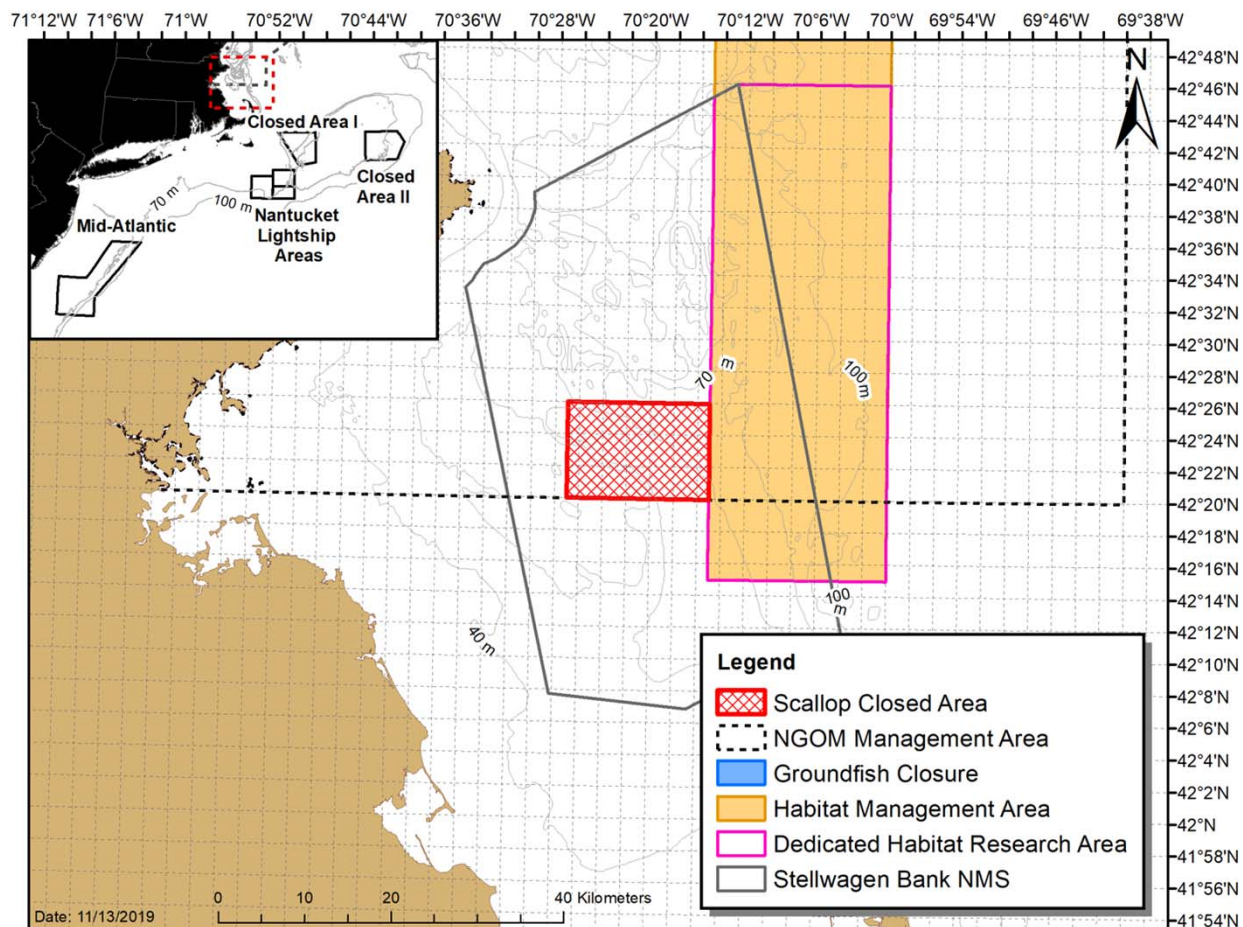 71°12'W 71°6'W 71°0'W 70°52'W 70°44'W 70°36'W 70°28'W 70°20'W 70°12'W 70°6'W 70°0'W 69°54'W 69°46'W 69°38'W
Closed Area I
Closed
Area II
70 m
100 m
Nantucket
Lightship
Areas
Mid-Atlantic
N
42°48'N
42°46'N
42°44'N
42°42'N
42°40'N
42°38'N
42°36'N
42°34'N
42°32'N
42°30'N
42°28'N
42°26'N
42°24'N
42°22'N
42°20'N
42°18'N
42°16'N
42°14'N
42°12'N
42°10'N
42°8'N
42°6'N
42°4'N
42°2'N
42°N
41°58'N
41°56'N
41°54'N
70 m
100 m
100 m
40 m
Legend
Scallop Closed Area
NGOM Management Area
Groundfish Closure
Habitat Management Area
Dedicated Habitat Research Area
Stellwagen Bank NMS
0 10 20 40 Kilometers
Date: 11/13/2019